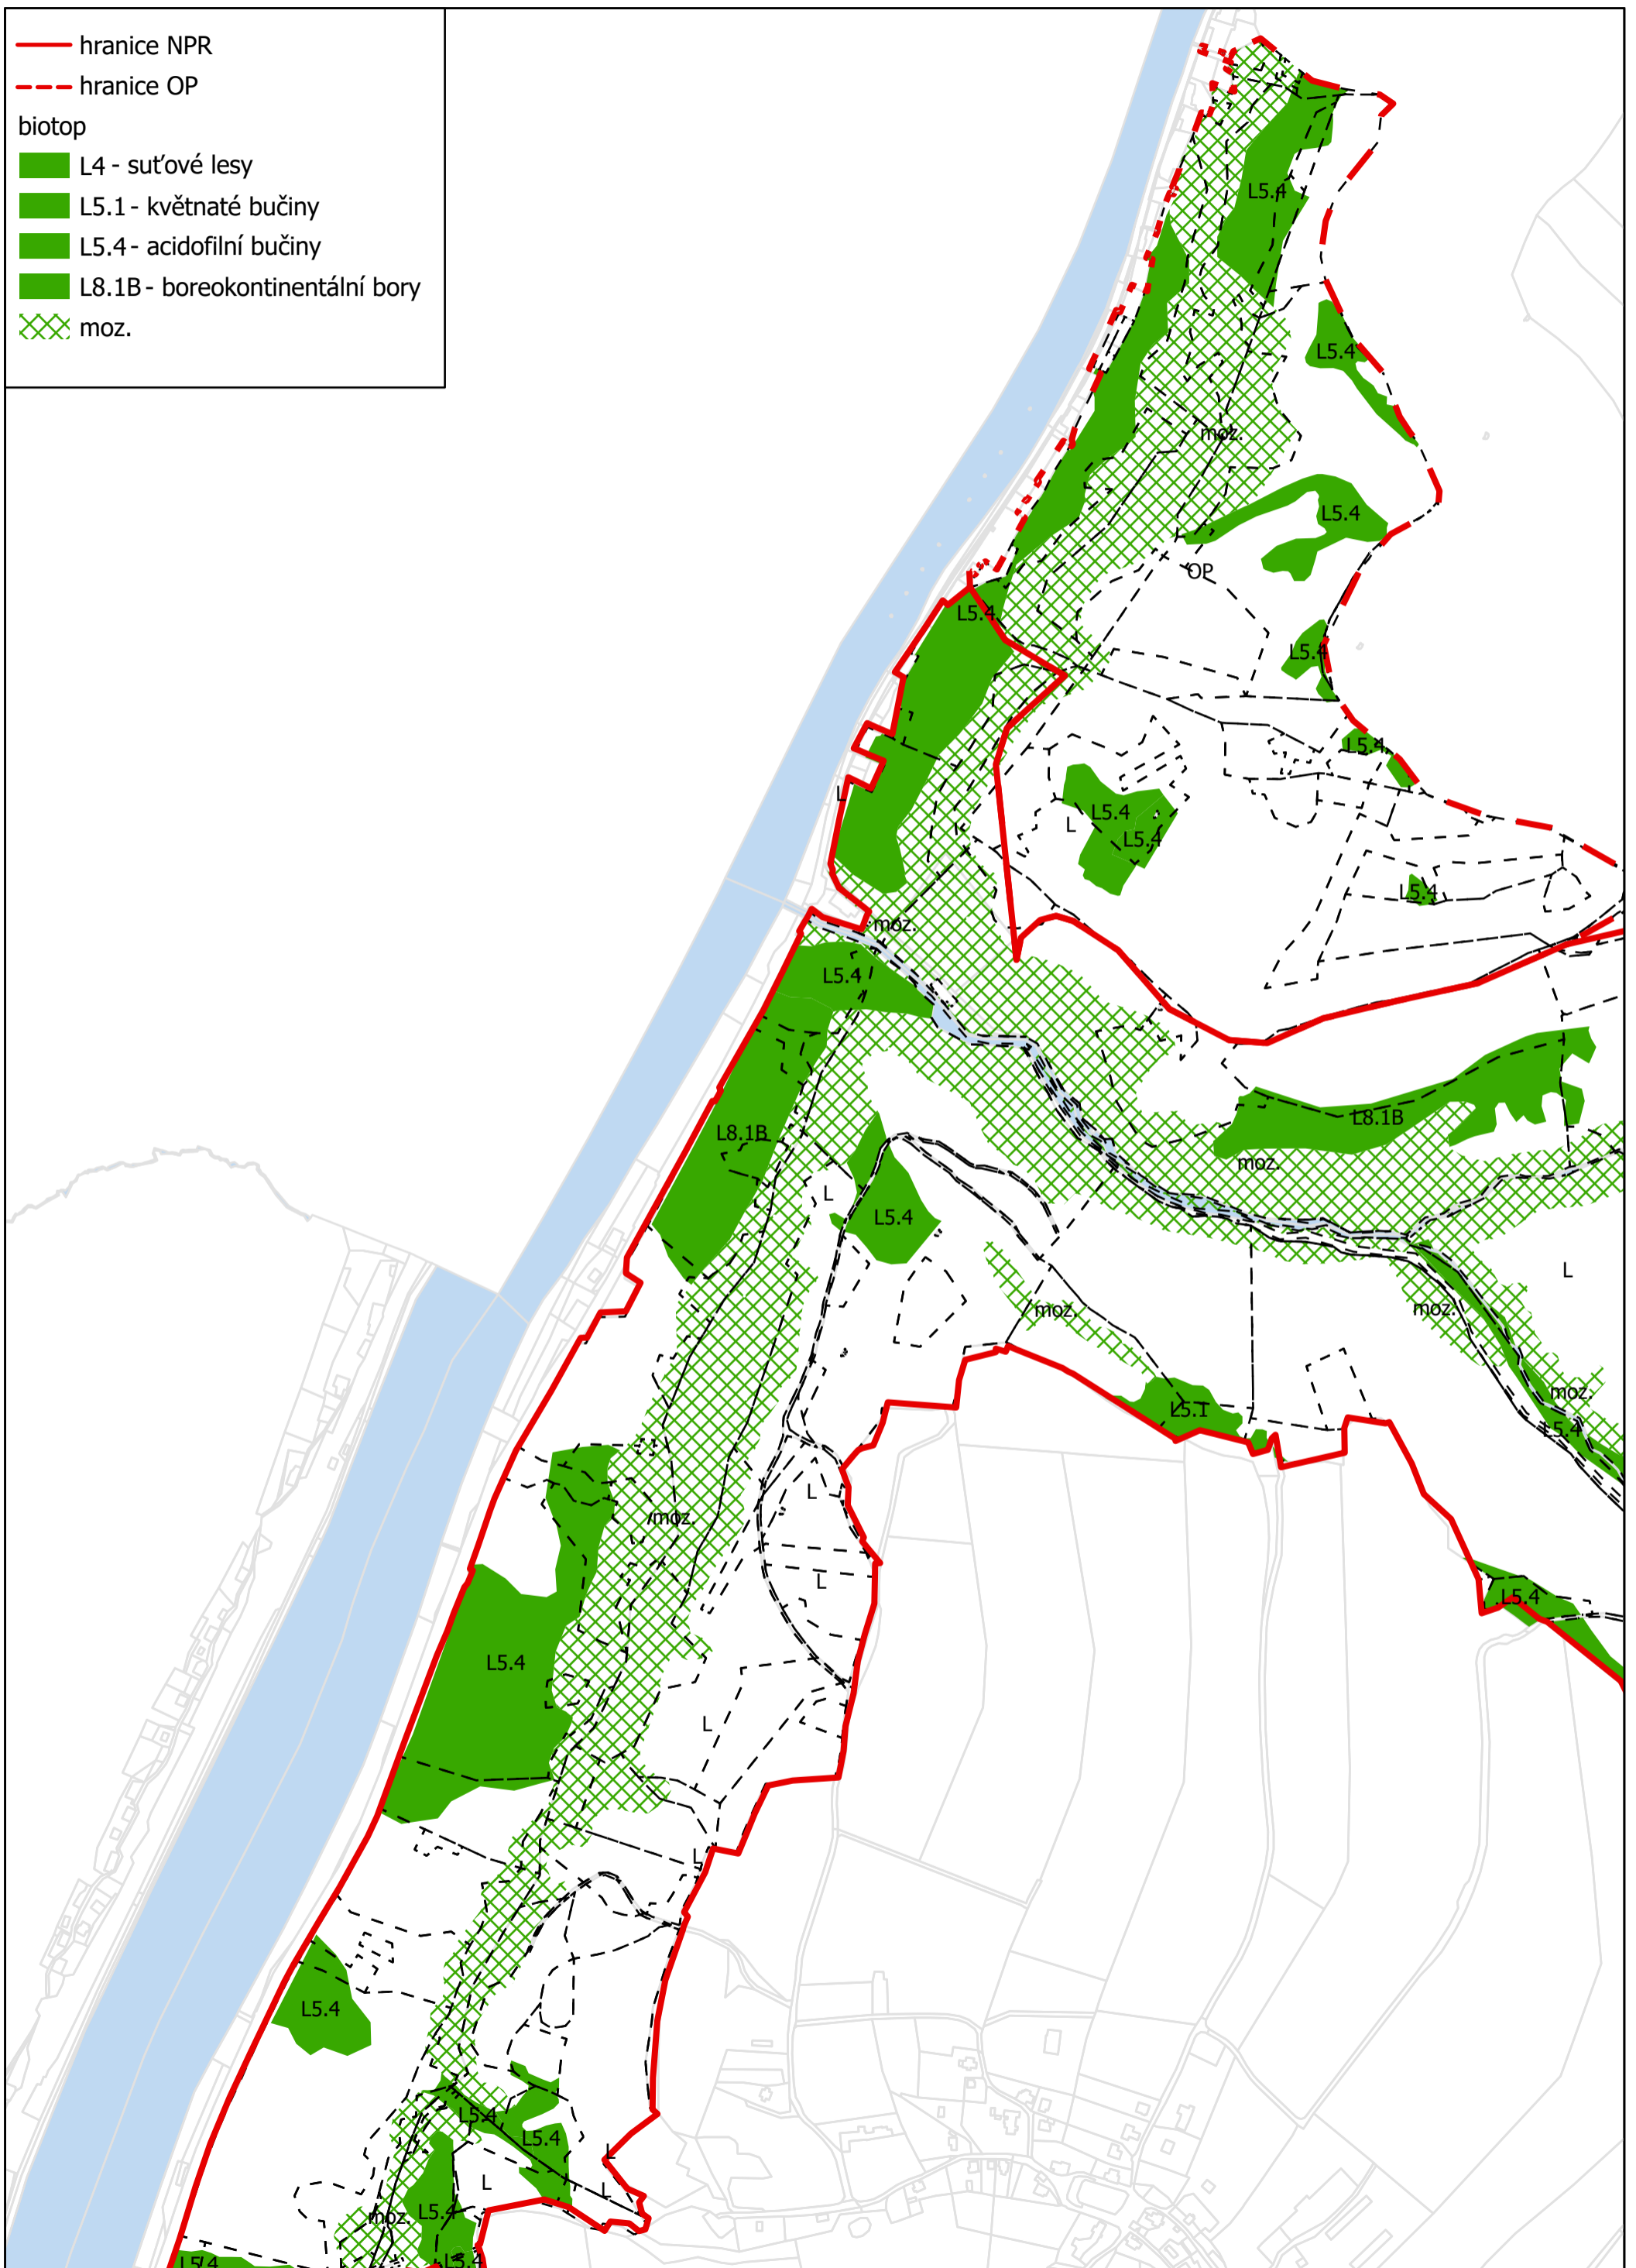 hranice NPR
hranice OP
biotop
L4 - suťové lesy
L5.1 - květnaté bučiny
L5.4 - acidofilní bučiny
L8.1B - boreokontinentální bory
moz.
L5.4
L5.4
moz.
L5.4
OP
L5.4
L5.4
L5.4
L
L5.4
L
L5.4
L5.4
moz.
L5.4
L8.1B
L8.1B
moz.
L
L5.4
L
moz.
moz.
moz.
L5.1
L5.4
L
moz.
L
L5.4
L5.4
L
L
L5.4
L5.4
L5.4
L
L
L
L5.4
moz.
L5.4
L5.4